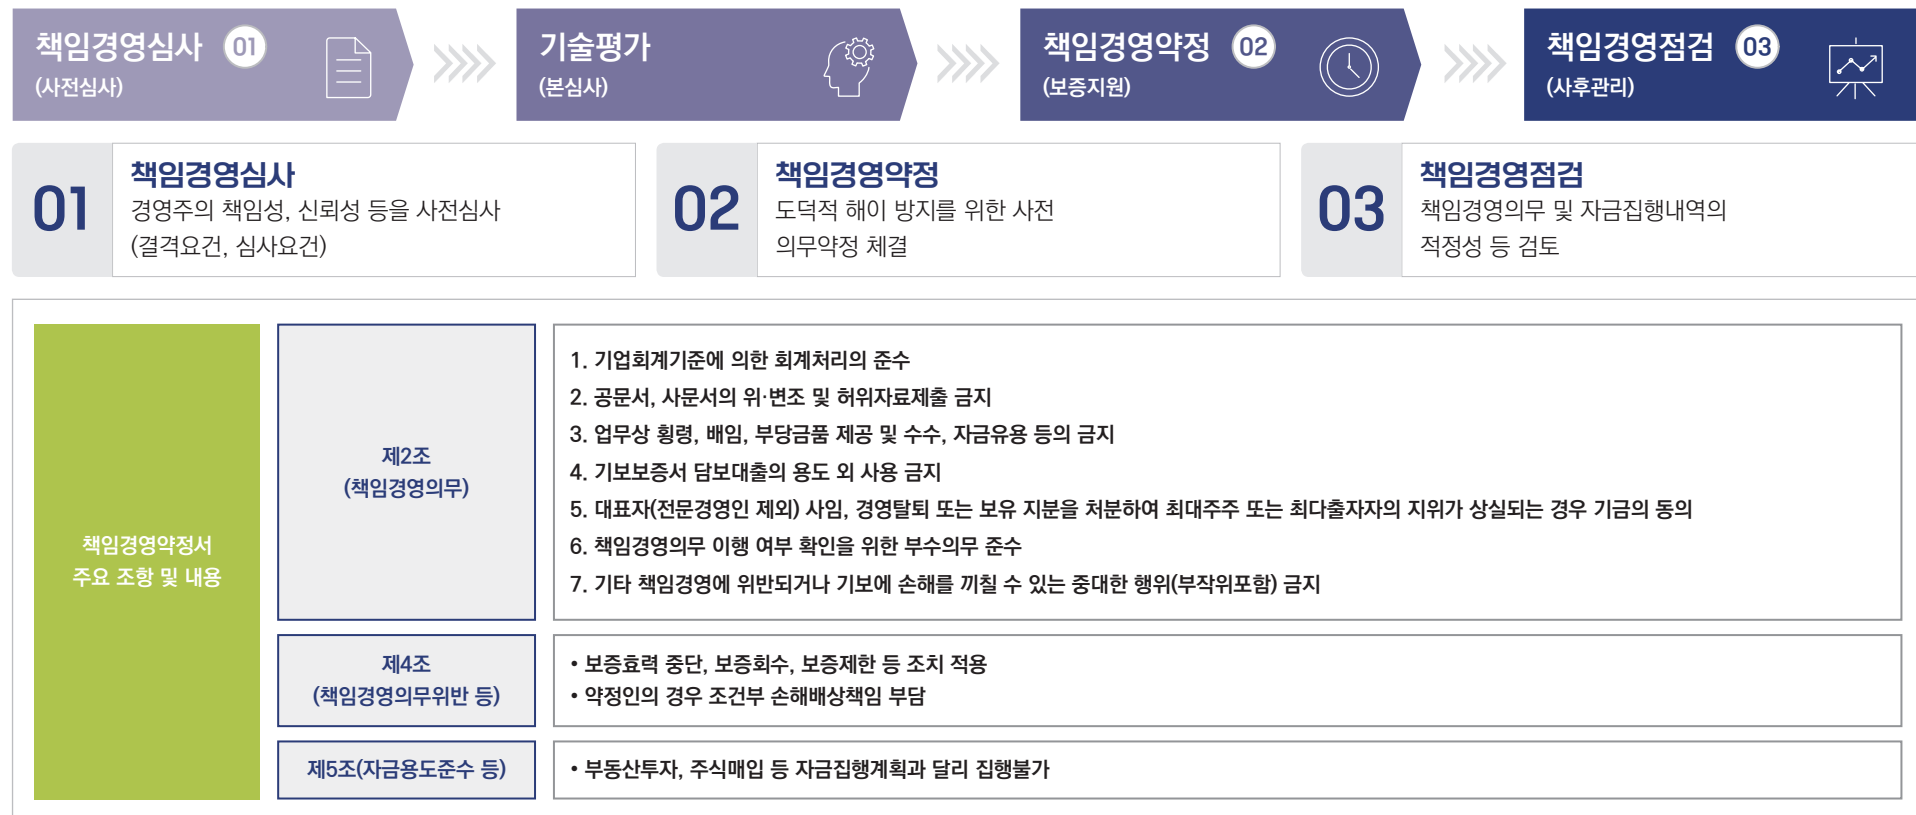 책임경영심사 01
(사전심사)
기술평가
(본심사)
책임경영약정 02
(보증지원)
책임경영점검 03
(사후관리)
01
책임경영심사
경영주의 책임성, 신뢰성 등을 사전심사
(결격요건, 심사요건)
02
책임경영약정
도덕적 해이 방지를 위한 사전
의무약정 체결
03
책임경영점검
책임경영의무 및 자금집행내역의
적정성 등 검토
책임경영약정서
주요 조항 및 내용
제2조
(책임경영의무)
1. 기업회계기준에 의한 회계처리의 준수
2. 공문서, 사문서의 위·변조 및 허위자료제출 금지
3. 업무상 횡령, 배임, 부당금품 제공 및 수수, 자금유용 등의 금지
4. 기보보증서 담보대출의 용도 외 사용 금지
5. 대표자(전문경영인 제외) 사임, 경영탈퇴 또는 보유 지분을 처분하여 최대주주 또는 최다출자자의 지위가 상실되는 경우 기금의 동의
6. 책임경영의무 이행 여부 확인을 위한 부수의무 준수
7. 기타 책임경영에 위반되거나 기보에 손해를 끼칠 수 있는 중대한 행위(부작위포함) 금지
제4조
(책임경영의무위반 등)
• 보증효력 중단, 보증회수, 보증제한 등 조치 적용
• 약정인의 경우 조건부 손해배상책임 부담
제5조(자금용도준수 등)
• 부동산투자, 주식매입 등 자금집행계획과 달리 집행불가